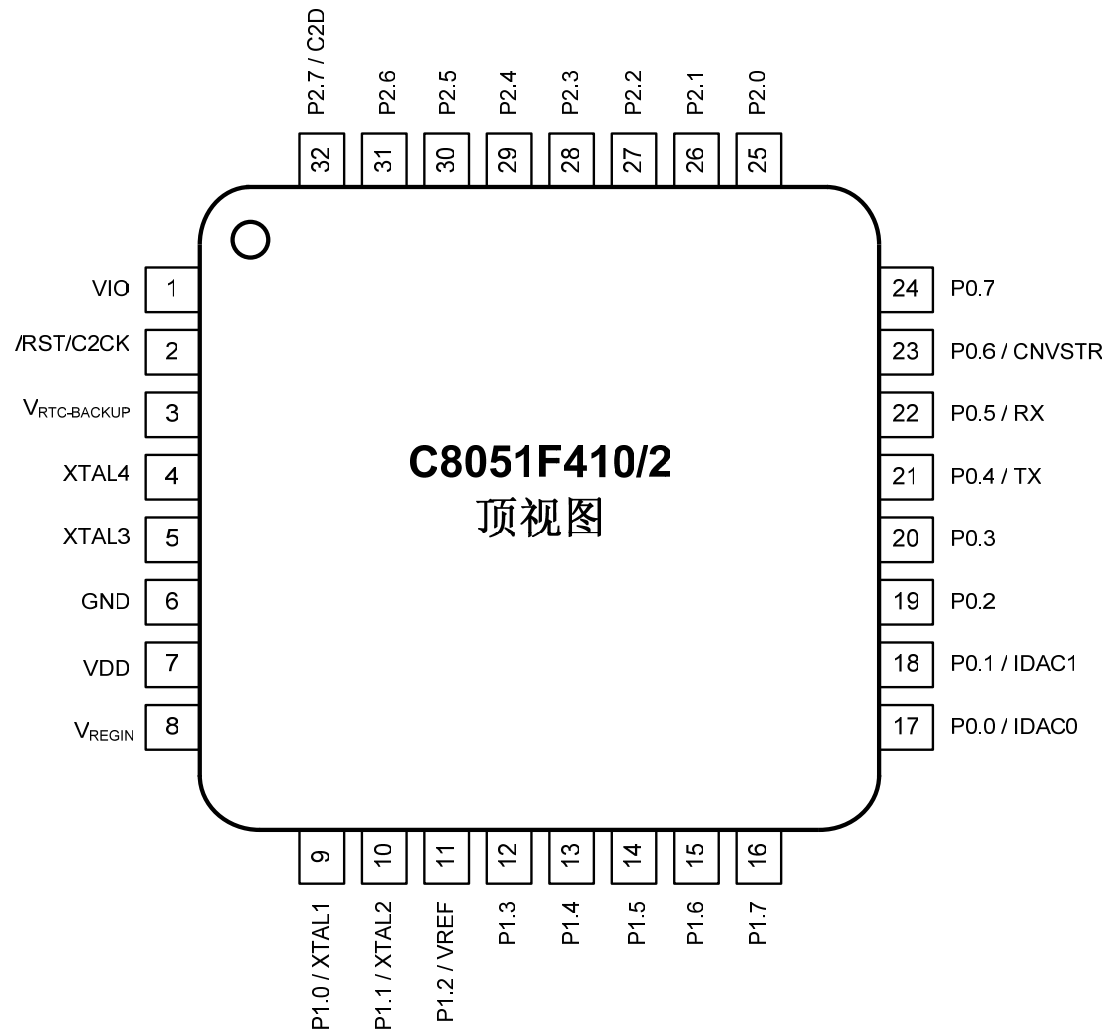 P2.7 / C2D
P2.6
P2.5
P2.4
P2.3
P2.2
P2.1
P2.0
32
31
30
29
28
27
26
25
VIO
1
/RST/C2CK
2
VRTC-BACKUP
3
XTAL4
4
XTAL3
5
GND
6
VDD
7
VREGIN
8
C8051F410/2
顶视图
24
P0.7
23
P0.6 / CNVSTR
22
P0.5 / RX
21
P0.4 / TX
20
P0.3
19
P0.2
18
P0.1 / IDAC1
17
P0.0 / IDAC0
9
10
11
12
13
14
15
16
P1.0 / XTAL1
P1.1 / XTAL2
P1.2 / VREF
P1.3
P1.4
P1.5
P1.6
P1.7